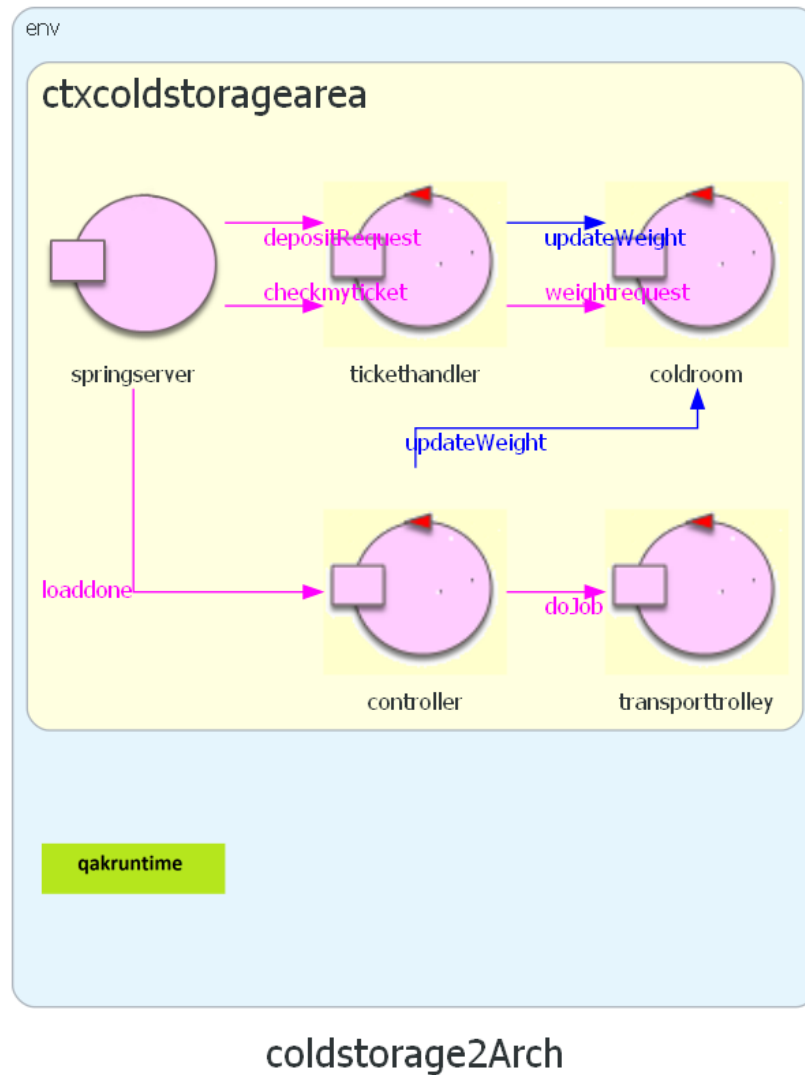 env
ctxcoldstoragearea
depositRequest
updateWeight
checkmyticket
weightrequest
springserver
tickethandler
coldroom
updateWeight
loaddone
doJob
controller
transporttrolley
qakruntime
coldstorage2Arch